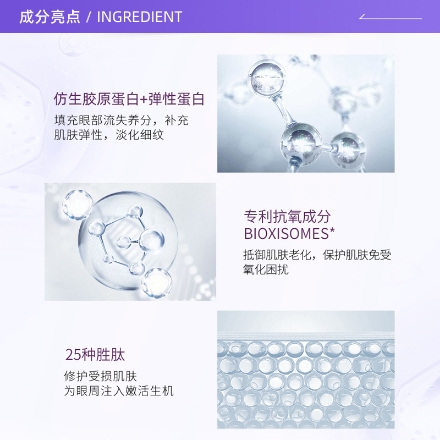 成分亮点 / INGREDIENT
仿生胶原蛋白+弹性蛋白
填充眼部流失养分，补充
肌肤弹性，淡化细纹
专利抗氧成分
BIOXISOMES*
抵御肌肤老化，保护肌肤免受
氧化困扰
25种胜肽
修护受损肌肤
为眼周注入嫩活生机